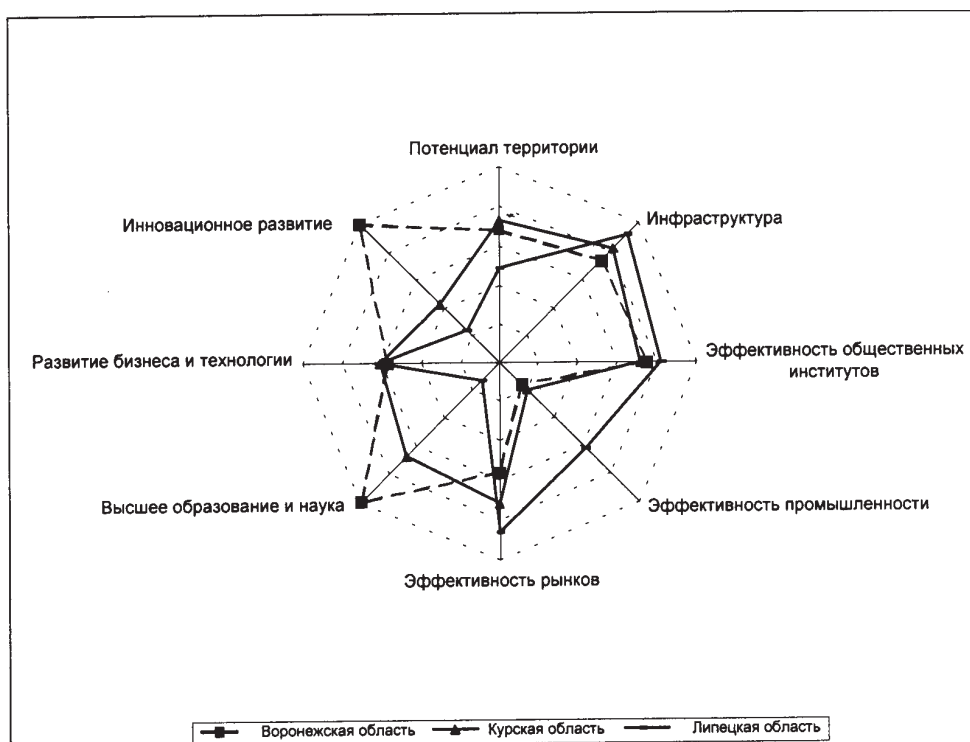 Потенциал территории
Инновационное развитие
Инфраструктура
Развитие бизнеса и технологии
Эффективность общественных
институтов
Высшее образование и наука
Эффективность промышленности
Эффективность рынков
Воронежская область Курская область Липецкая область